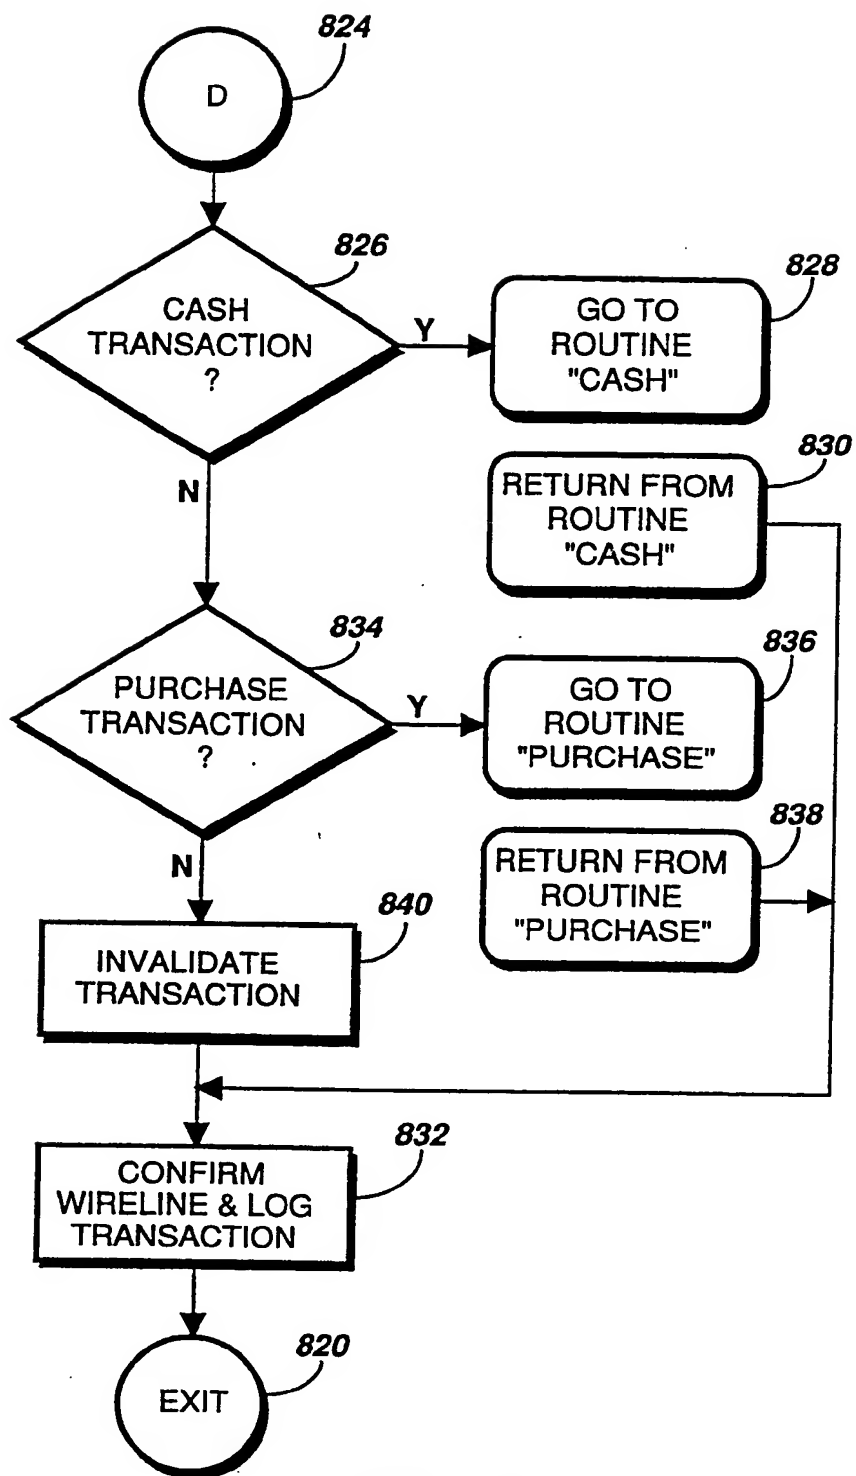 824
D
826
CASH
TRANSACTION
?
Y
828
GO TO
ROUTINE
"CASH"
830
RETURN FROM
ROUTINE
"CASH"
N
834
PURCHASE
TRANSACTION
?
Y
836
GO TO
ROUTINE
"PURCHASE"
838
RETURN FROM
ROUTINE
"PURCHASE"
N
840
INVALIDATE
TRANSACTION
832
CONFIRM
WIRELINE & LOG
TRANSACTION
820
EXIT